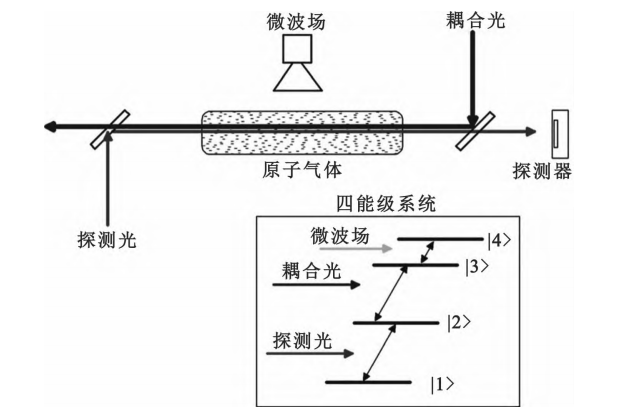 微波场
耦合光
原子气体
探测器
探测光
四能级系统
微波场
|4>
|3>
耦合光
|2>
探测光
|1>